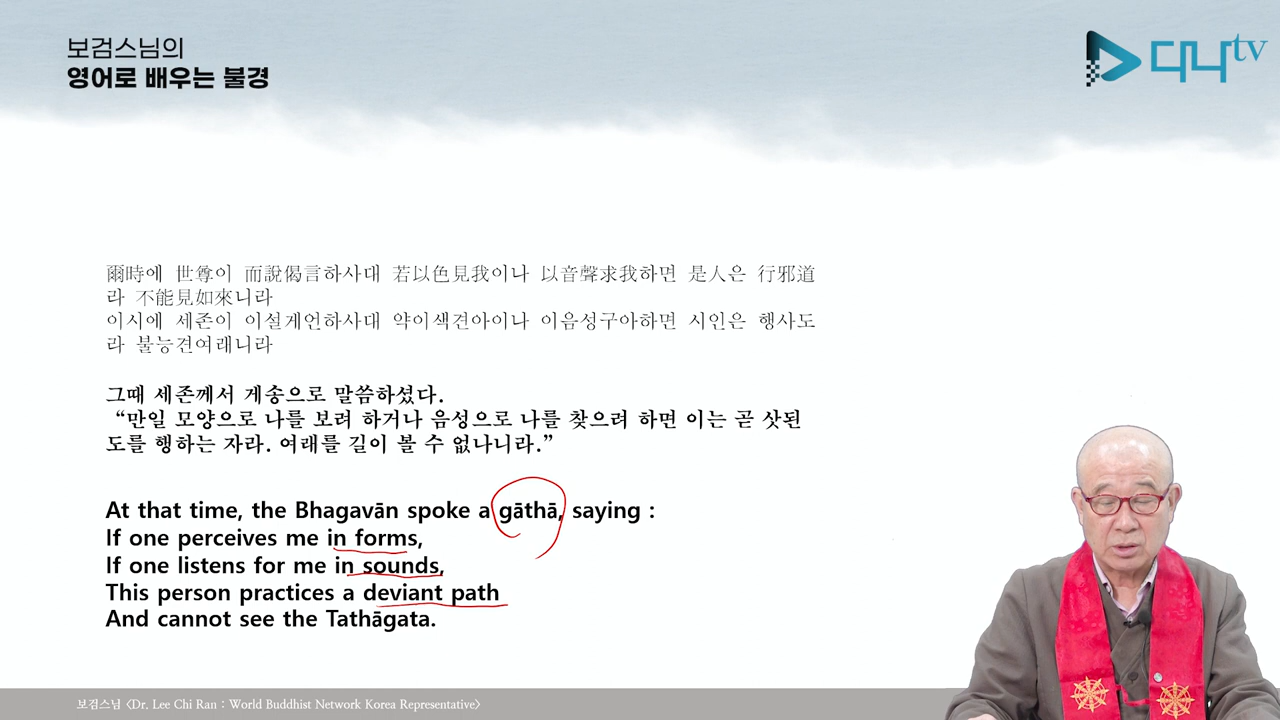 보검스님의
영어로 배우는 불경
디나tv
爾時에 世尊이 而說偈言하사대 若以色見我이나 以音聲求我하면 是人은 行邪道
라 不能見如來니라
이시에 세존이 이설게언하사대 약이색견아이나 이음성구아하면 시인은 행사도
라 불능견여래니라
그때 세존께서 게송으로 말씀하셨다.
“만일 모양으로 나를 보려 하거나 음성으로 나를 찾으려 하면 이는 곧 삿된
도를 행하는 자라. 여래를 길이 볼 수 없나니라.”
At that time, the Bhagavān spoke a gāthā, saying :
If one perceives me in forms,
If one listens for me in sounds,
This person practices a deviant path
And cannot see the Tathāgata.
보검스님 <Dr. Lee Chi Ran : World Buddhist Network Korea Representative>